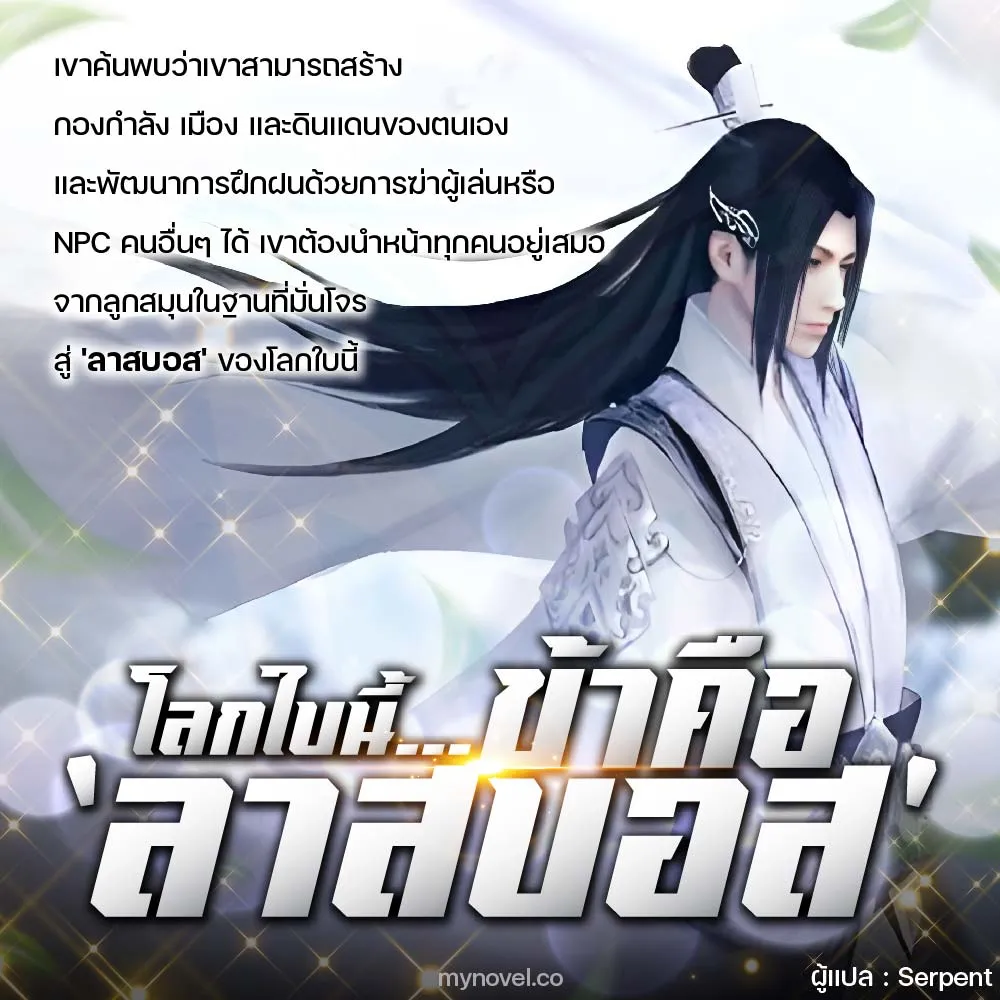 เขาค้นพบว่าเขาสามารถสร้าง
กองกำลัง เมือง และดินแดนของตนเอง
และพัฒนาการฝึกฝนด้วยการฆ่าผู้เล่นหรือ
NPC คนอื่นๆ ได้ เขาต้องนำหน้าทุกคนอยู่เสมอ
จากลูกสมุนในฐานที่มั่นโจร
สู่ 'ลาสบอส' ของโลกใบนี้
โลกใบนี้... ข้าคือ
'ลาสบอส'
mynovel.co
ผู้แปล : Serpent